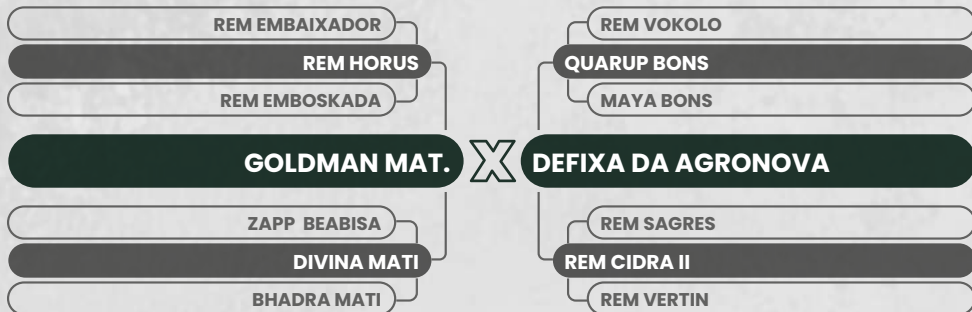 REM EMBAIXADOR
REM HORUS
REM EMBOSKADA
GOLDMAN MAT.
ZAPP BEABISA
DIVINA MATI
BHADRA MATI
X
REM VOKOLO
QUARUP BONS
MAYA BONS
DEFIXA DA AGRONOVA
REM SAGRES
REM CIDRA II
REM VERTIN